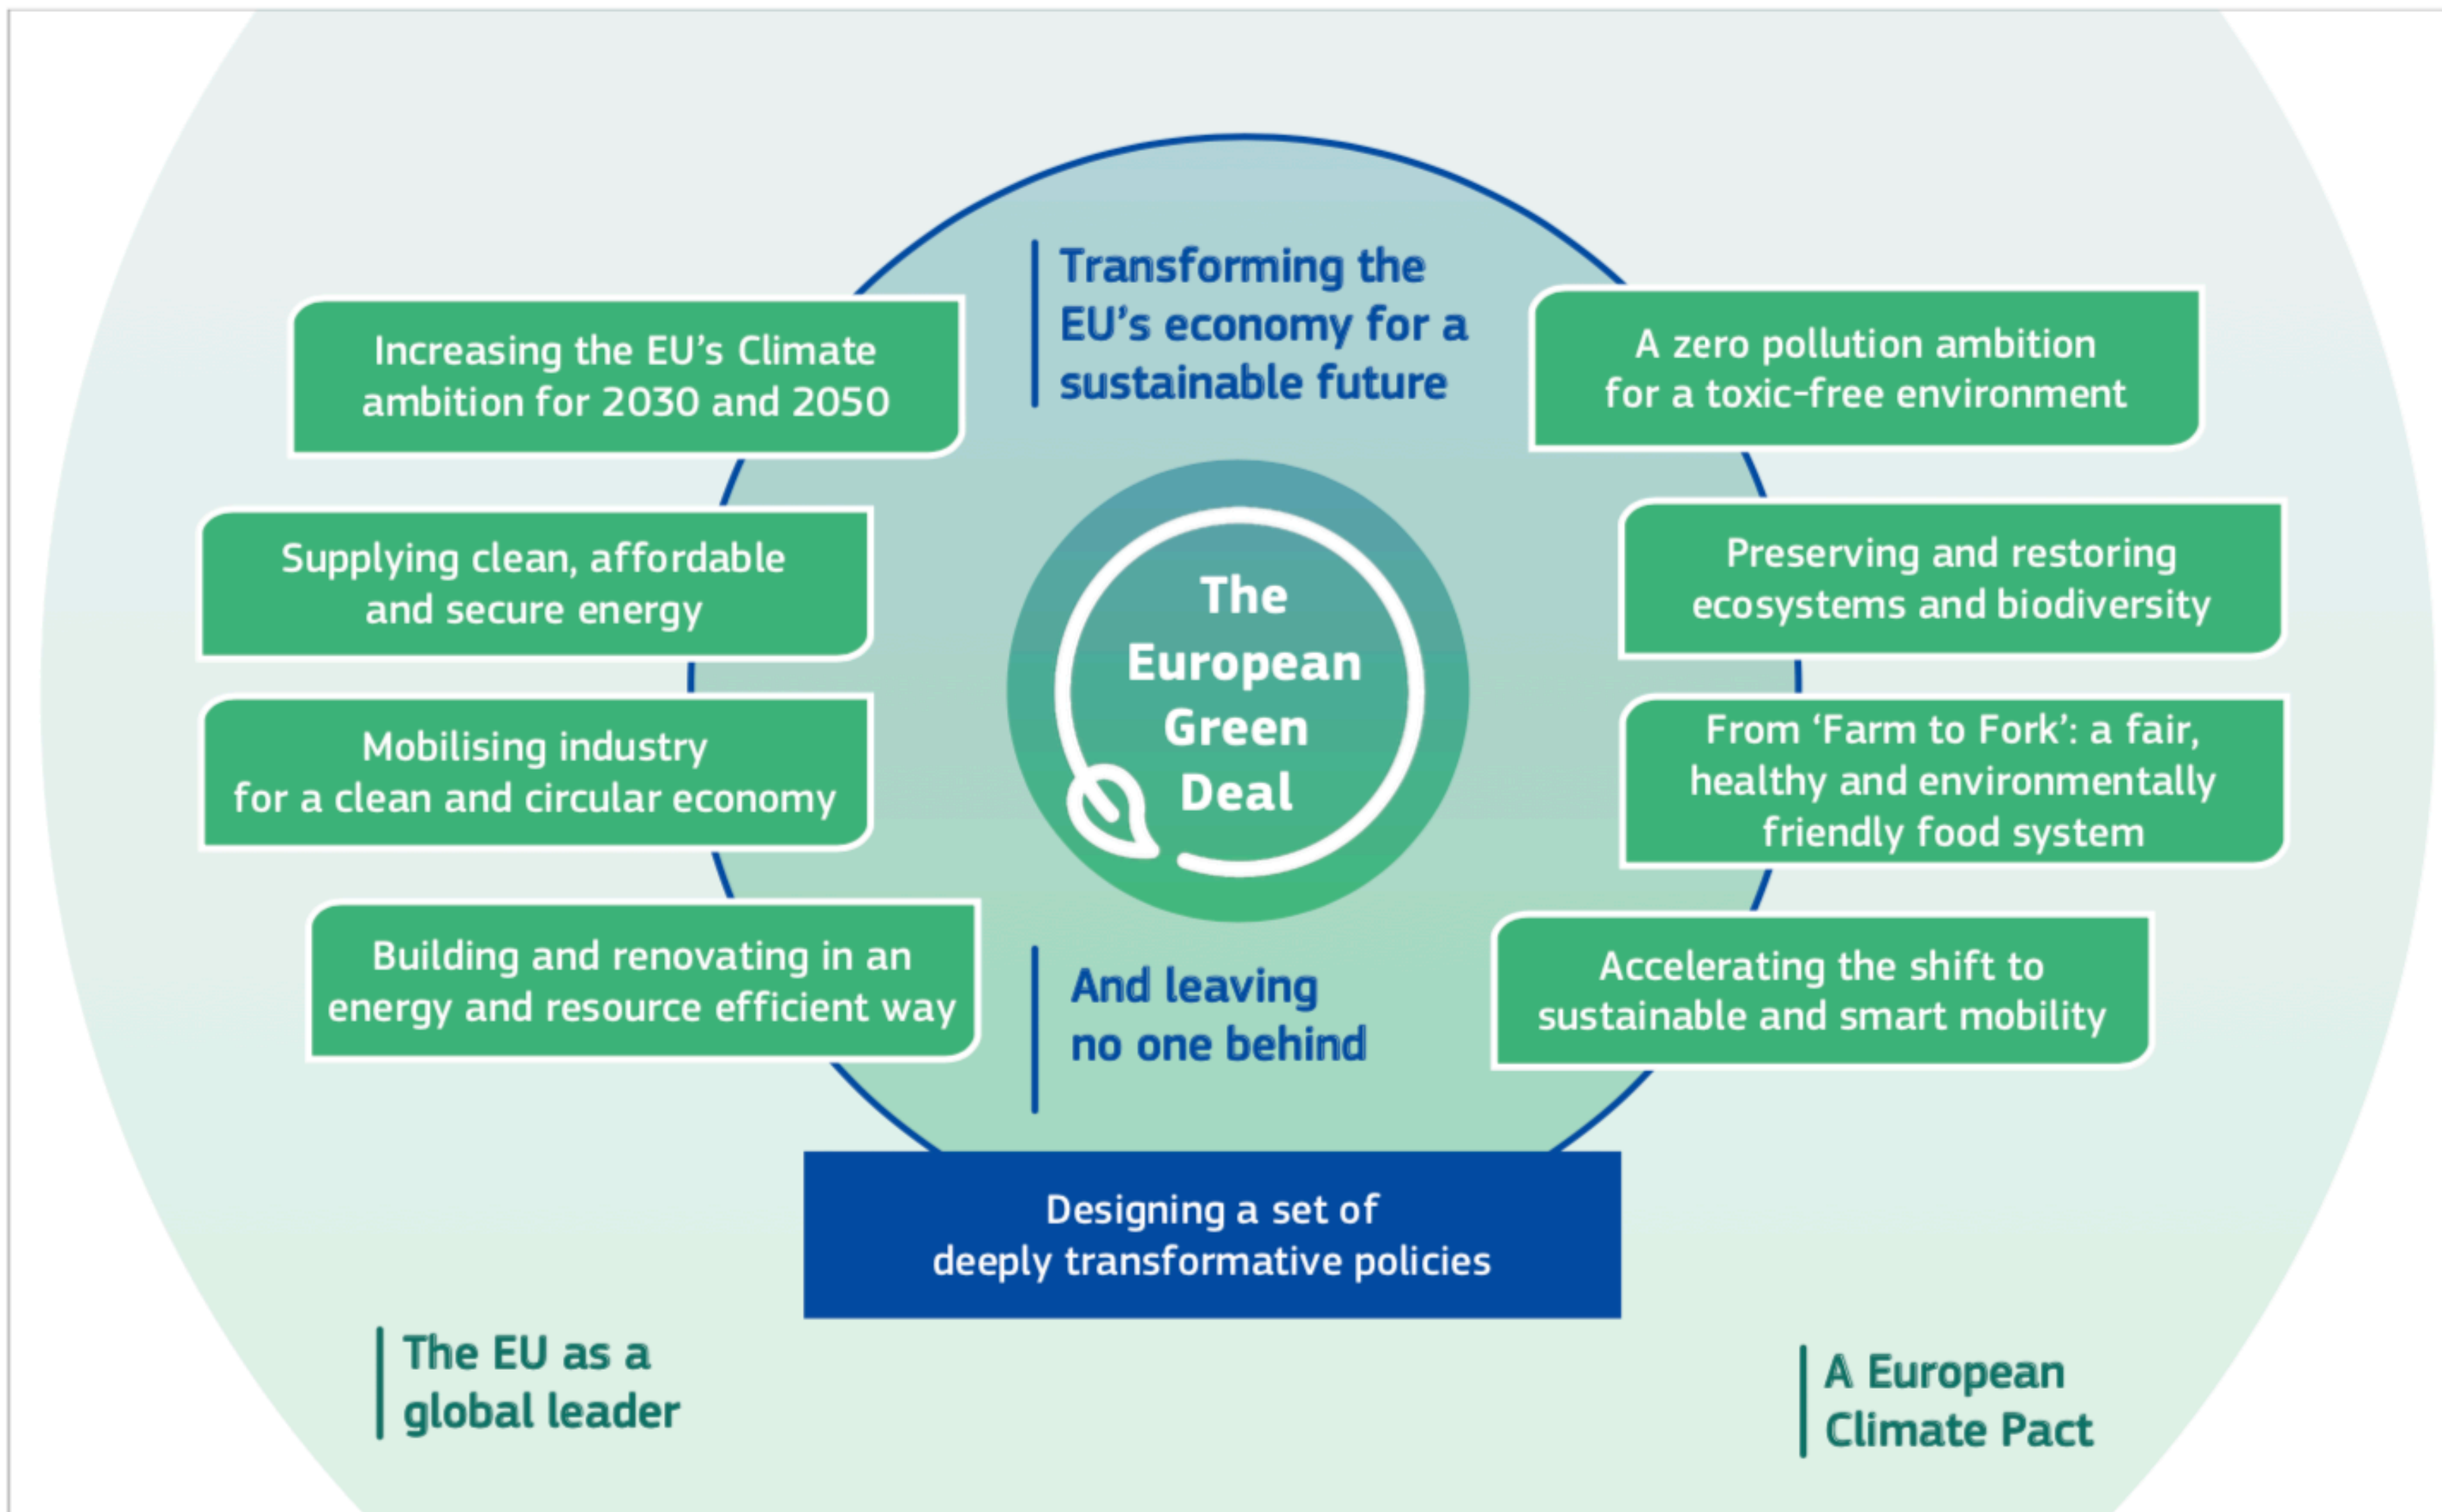 Transforming the
EU’s economy for a
sustainable future
Increasing the EU’s Climate
ambition for 2030 and 2050
Supplying clean, affordable
and secure energy
Mobilising industry
for a clean and circular economy
Building and renovating in an
energy and resource efficient way
The
European
Green
Deal
A zero pollution ambition
for a toxic-free environment
Preserving and restoring
ecosystems and biodiversity
From ‘Farm to Fork’: a fair,
healthy and environmentally
friendly food system
Accelerating the shift to
sustainable and smart mobility
And leaving
no one behind
Designing a set of
deeply transformative policies
The EU as a
global leader
A European
Climate Pact